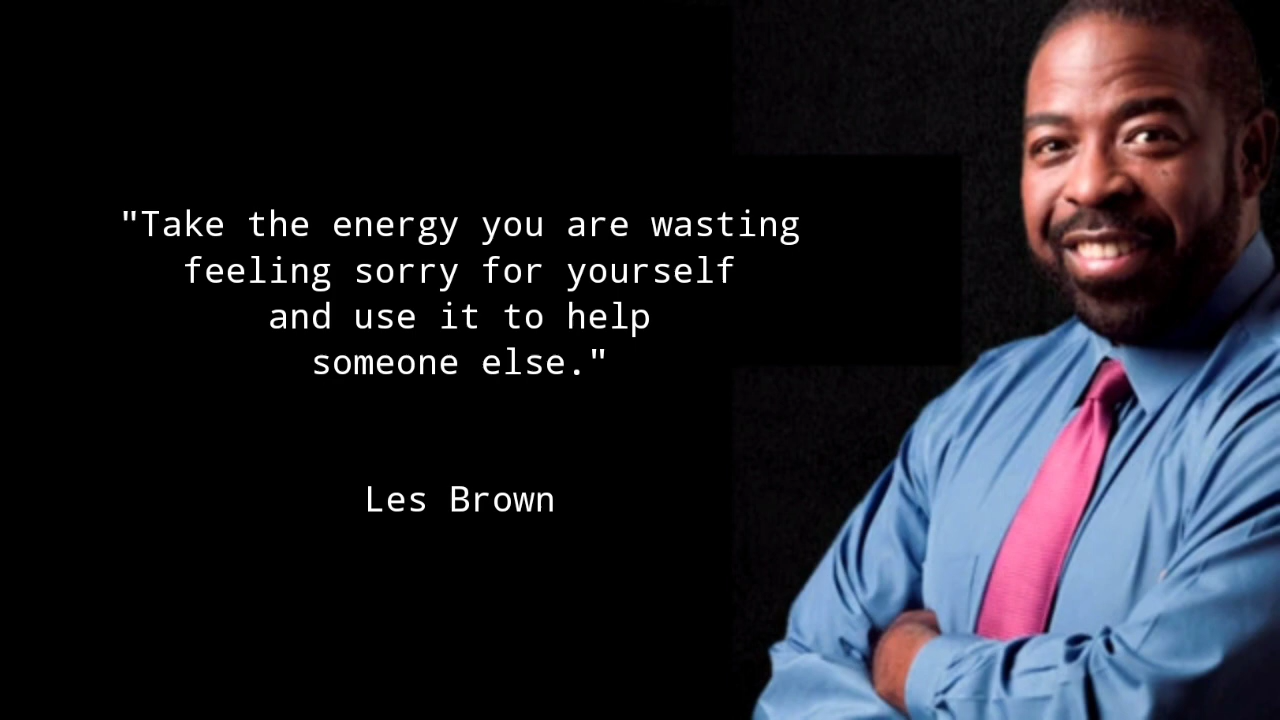 "Take the energy you are wasting
feeling sorry for yourself
and use it to help
someone else."
Les Brown